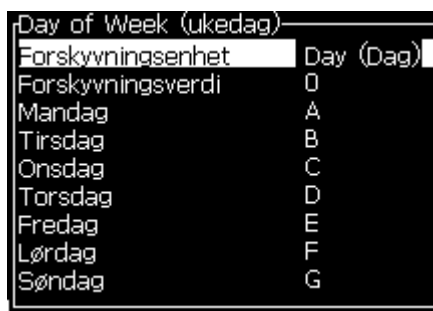 Day of Week (ukedag)
Forskyvningsenhet Day (Dag)
Forskyvningsverdi 0
Mandag A
Tirsdag B
Onsdag C
Torsdag D
Fredag E
Lørdag F
Søndag G